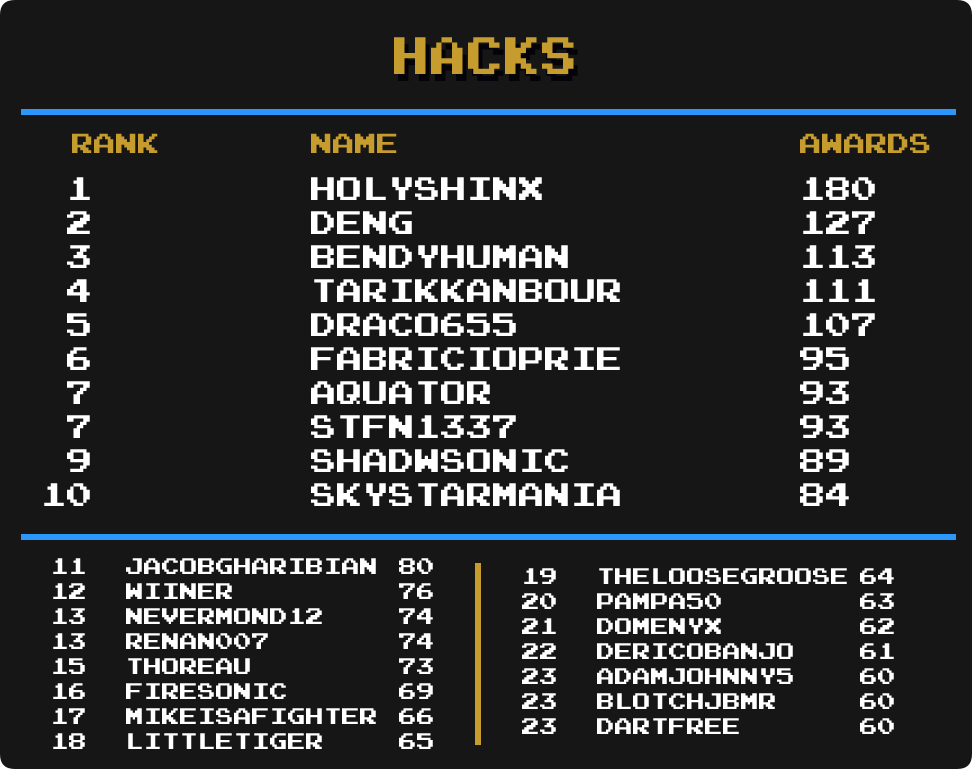 HACKS
RANK NAME AWARDS
1 HOLYSHINX 180
2 DENG 127
3 BENDYHUMAN 113
4 TARIKKANBOUR 111
5 DRACO655 107
6 FABRICIOPRIE 95
7 AQUATOR 93
7 STFN1337 93
9 SHADWSONIC 89
10 SKYSTARMANIA 84
11 JACOBGHARIBIAN 80
12 WIINER 76
13 NEVERMOND12 74
13 RENAN007 74
15 THOREAU 73
16 FIRESONIC 69
17 MIKEISAFIGHTER 66
18 LITTLETIGER 65
19 THELOOSEGROOSE 64
20 PAMPA50 63
21 DOMENYX 62
22 DERICOBANJO 61
23 ADAMJOHNNY5 60
23 BLOTCHJBMR 60
23 DARTFREE 60